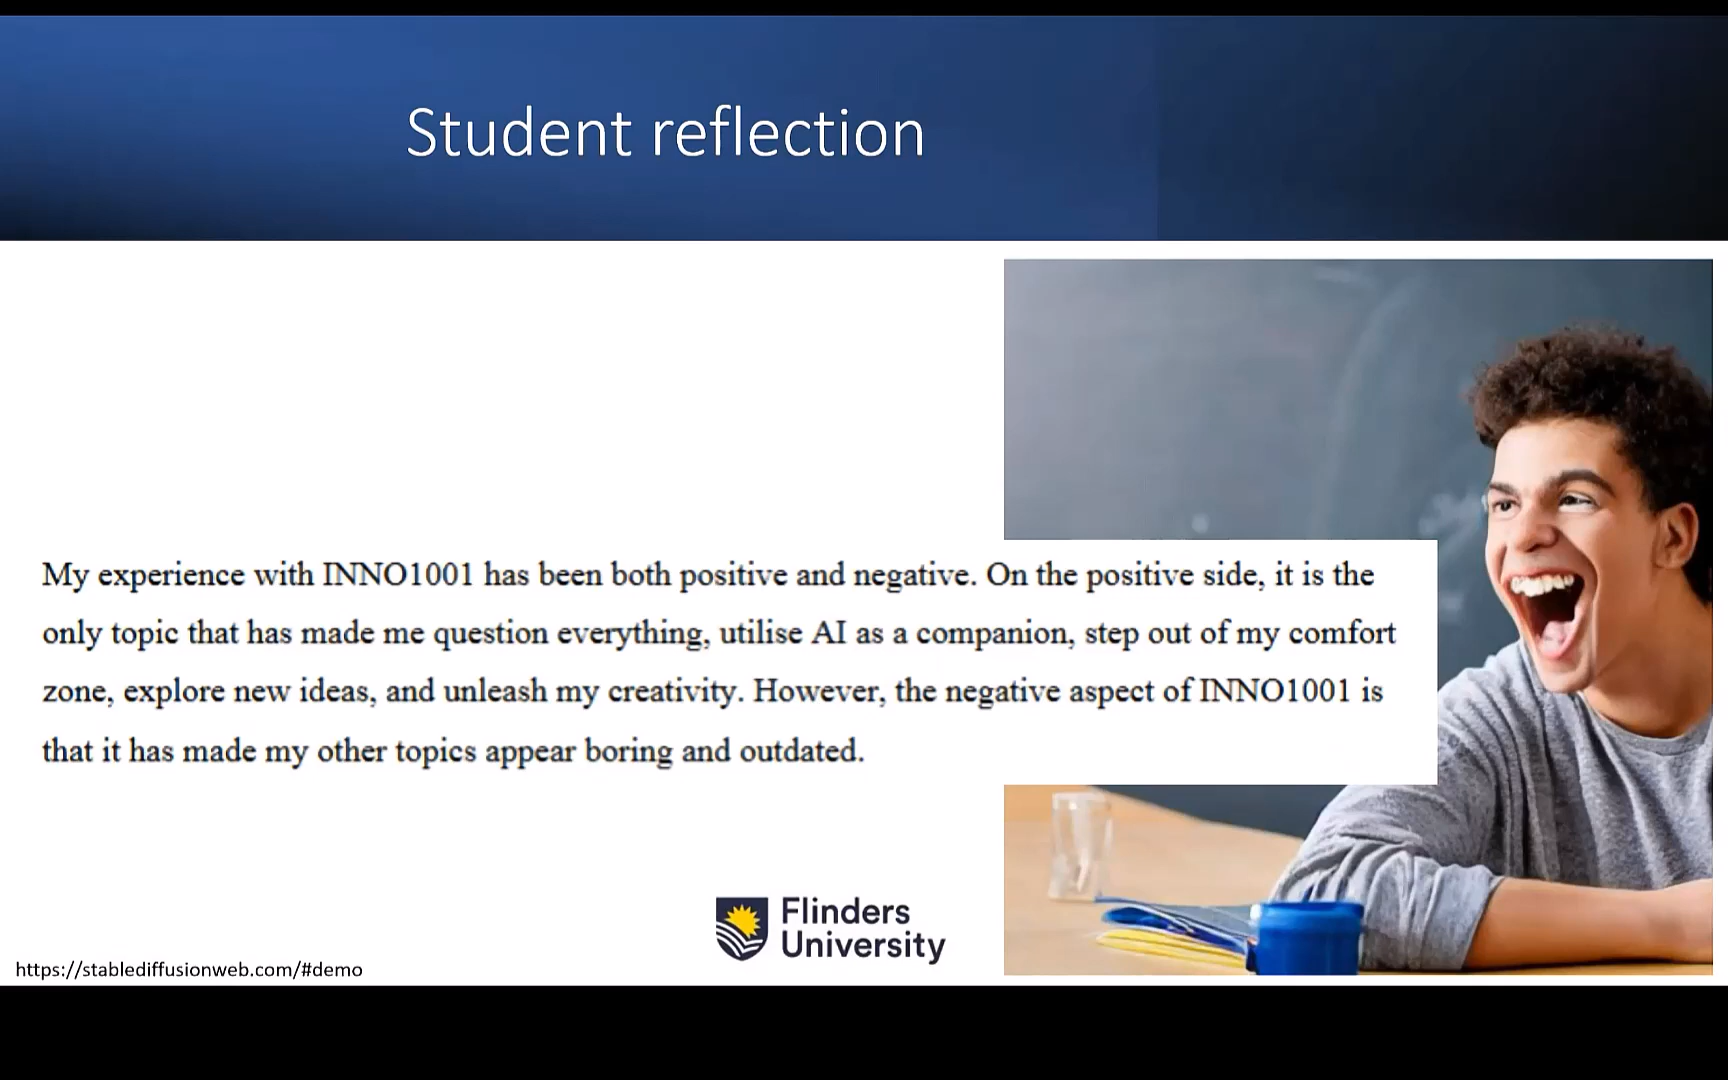 Student reflection
My experience with INNO1001 has been both positive and negative. On the positive side, it is the
only topic that has made me question everything, utilise AI as a companion, step out of my comfort
zone, explore new ideas, and unleash my creativity. However, the negative aspect of INNO1001 is
that it has made my other topics appear boring and outdated.
Flinders
University
https://stablediffusionweb.com/#demo